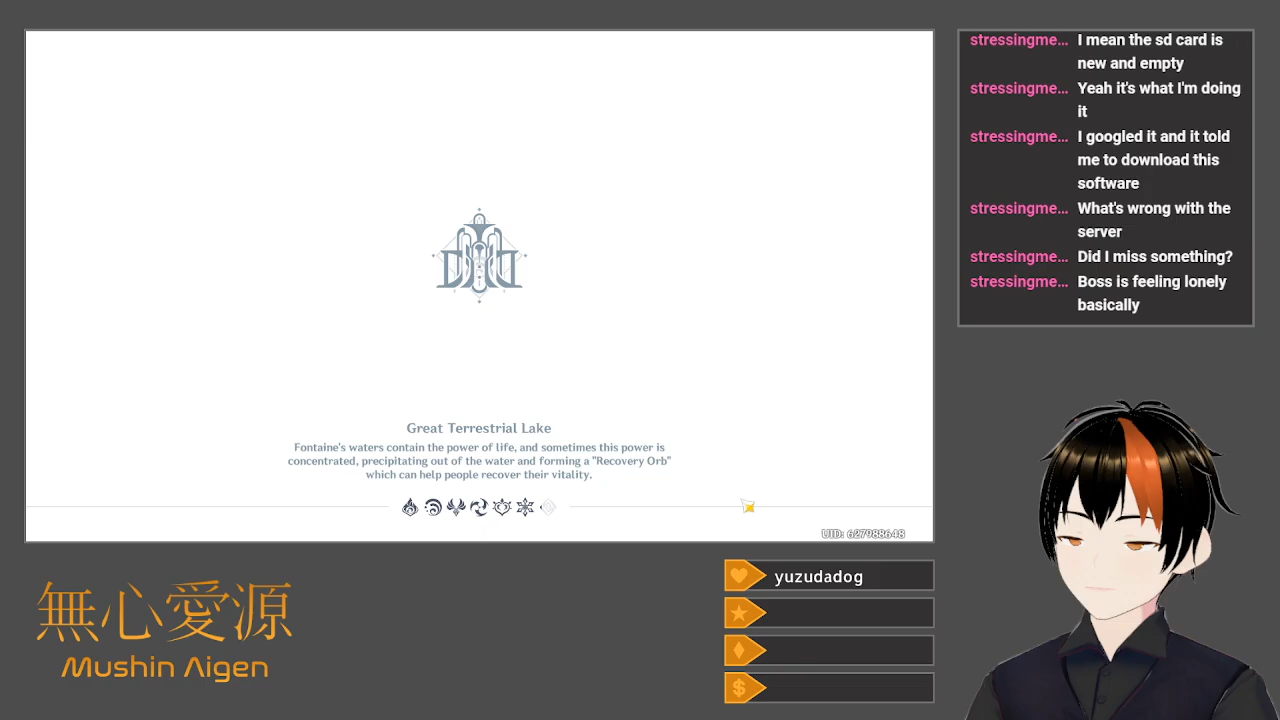 Great Terrestrial Lake
Fontaine's waters contain the power of life, and sometimes this power is
concentrated, precipitating out of the water and forming a "Recovery Orb"
which can help people recover their vitality.
UID: 627988648
stressingme... I mean the sd card is
new and empty
stressingme... Yeah it's what I'm doing
it
stressingme... I googled it and it told
me to download this
software
stressingme... What's wrong with the
server
stressingme... Did I miss something?
stressingme... Boss is feeling lonely
basically
無心愛源
Mushin Aigen
yuzudadog